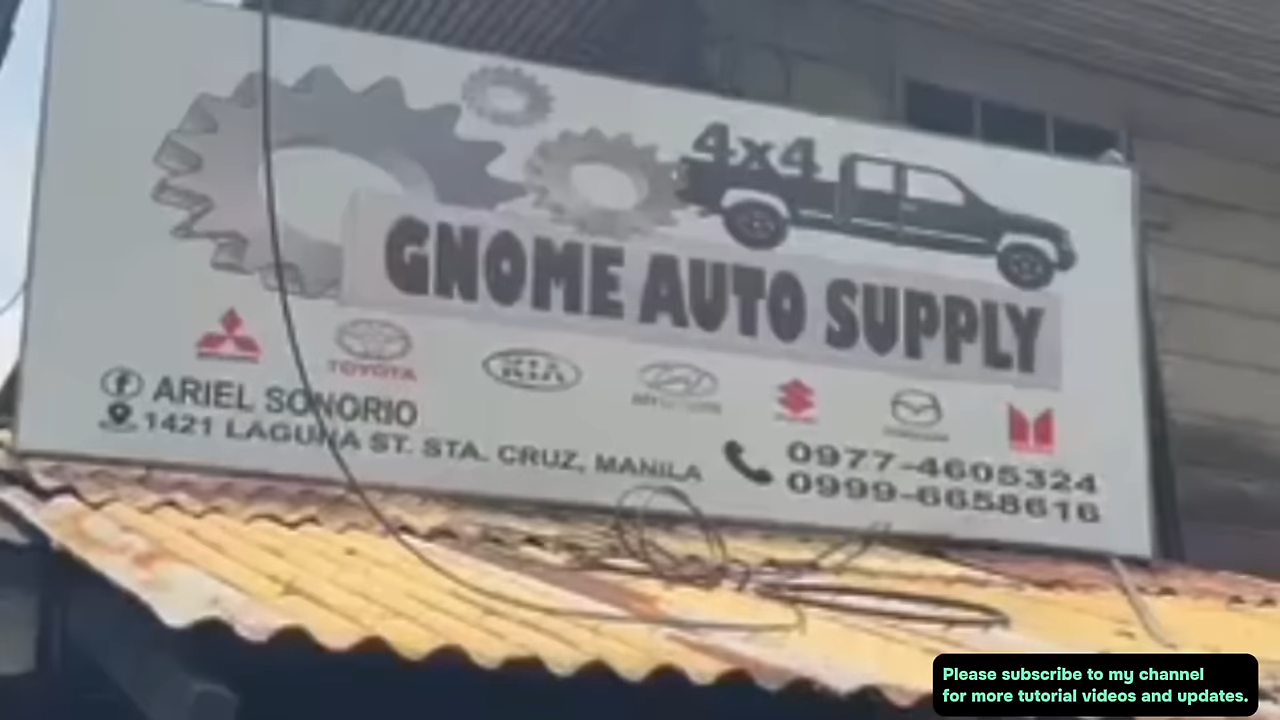 4x4
GNOME AUTO SUPPLY
TOYOTA
KIA
ARIEL SONORIO
1421 LAGUNA ST. STA. CRUZ, MANILA
0977-4605324
0999-6658616
Please subscribe to my channel
for more tutorial videos and updates.